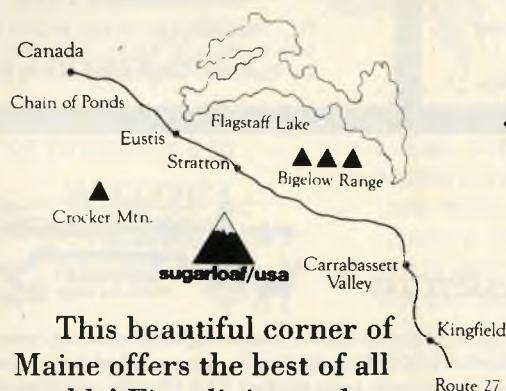 Canada
Chain of Ponds
Flagstaff Lake
Eustis
Stratton
Bigelow Range
Crocker Mtn.
sugarloaf/usa
Carrabassett
Valley
Kingfield
Route 27
This beautiful corner of
Maine offers the best of all